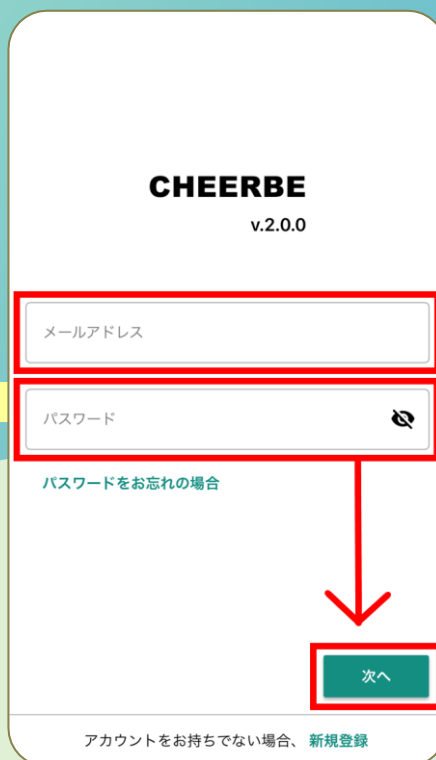 CHEERBE
v.2.0.0
メールアドレス
パスワード
パスワードをお忘れの場合
次へ
アカウントをお持ちでない場合、 新規登録